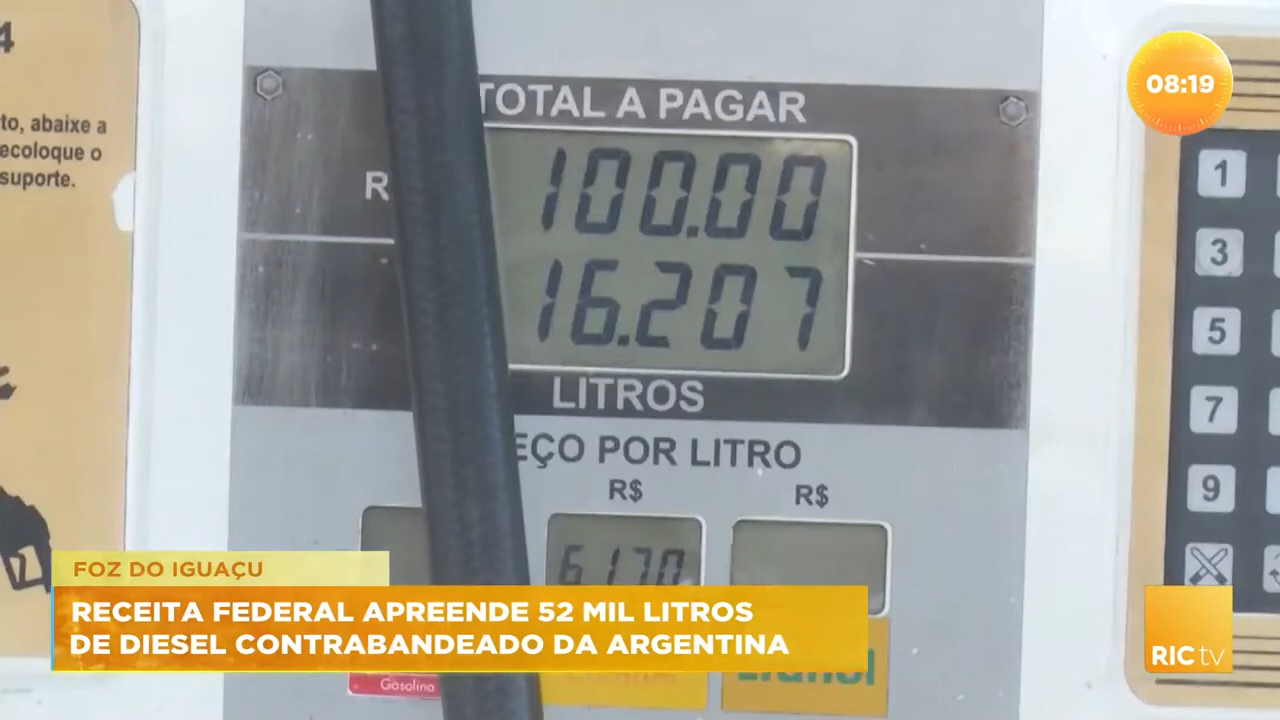 4
to, abaixe a
ecoloque o
suporte.
TOTAL A PAGAR
R
100.00
16.207
LITROS
EÇO POR LITRO
R$
R$
6.170
08:19
1
3
5
7
9
FOZ DO IGUAÇU
RECEITA FEDERAL APREENDE 52 MIL LITROS
DE DIESEL CONTRABANDEADO DA ARGENTINA
Gasolina
RIC tv